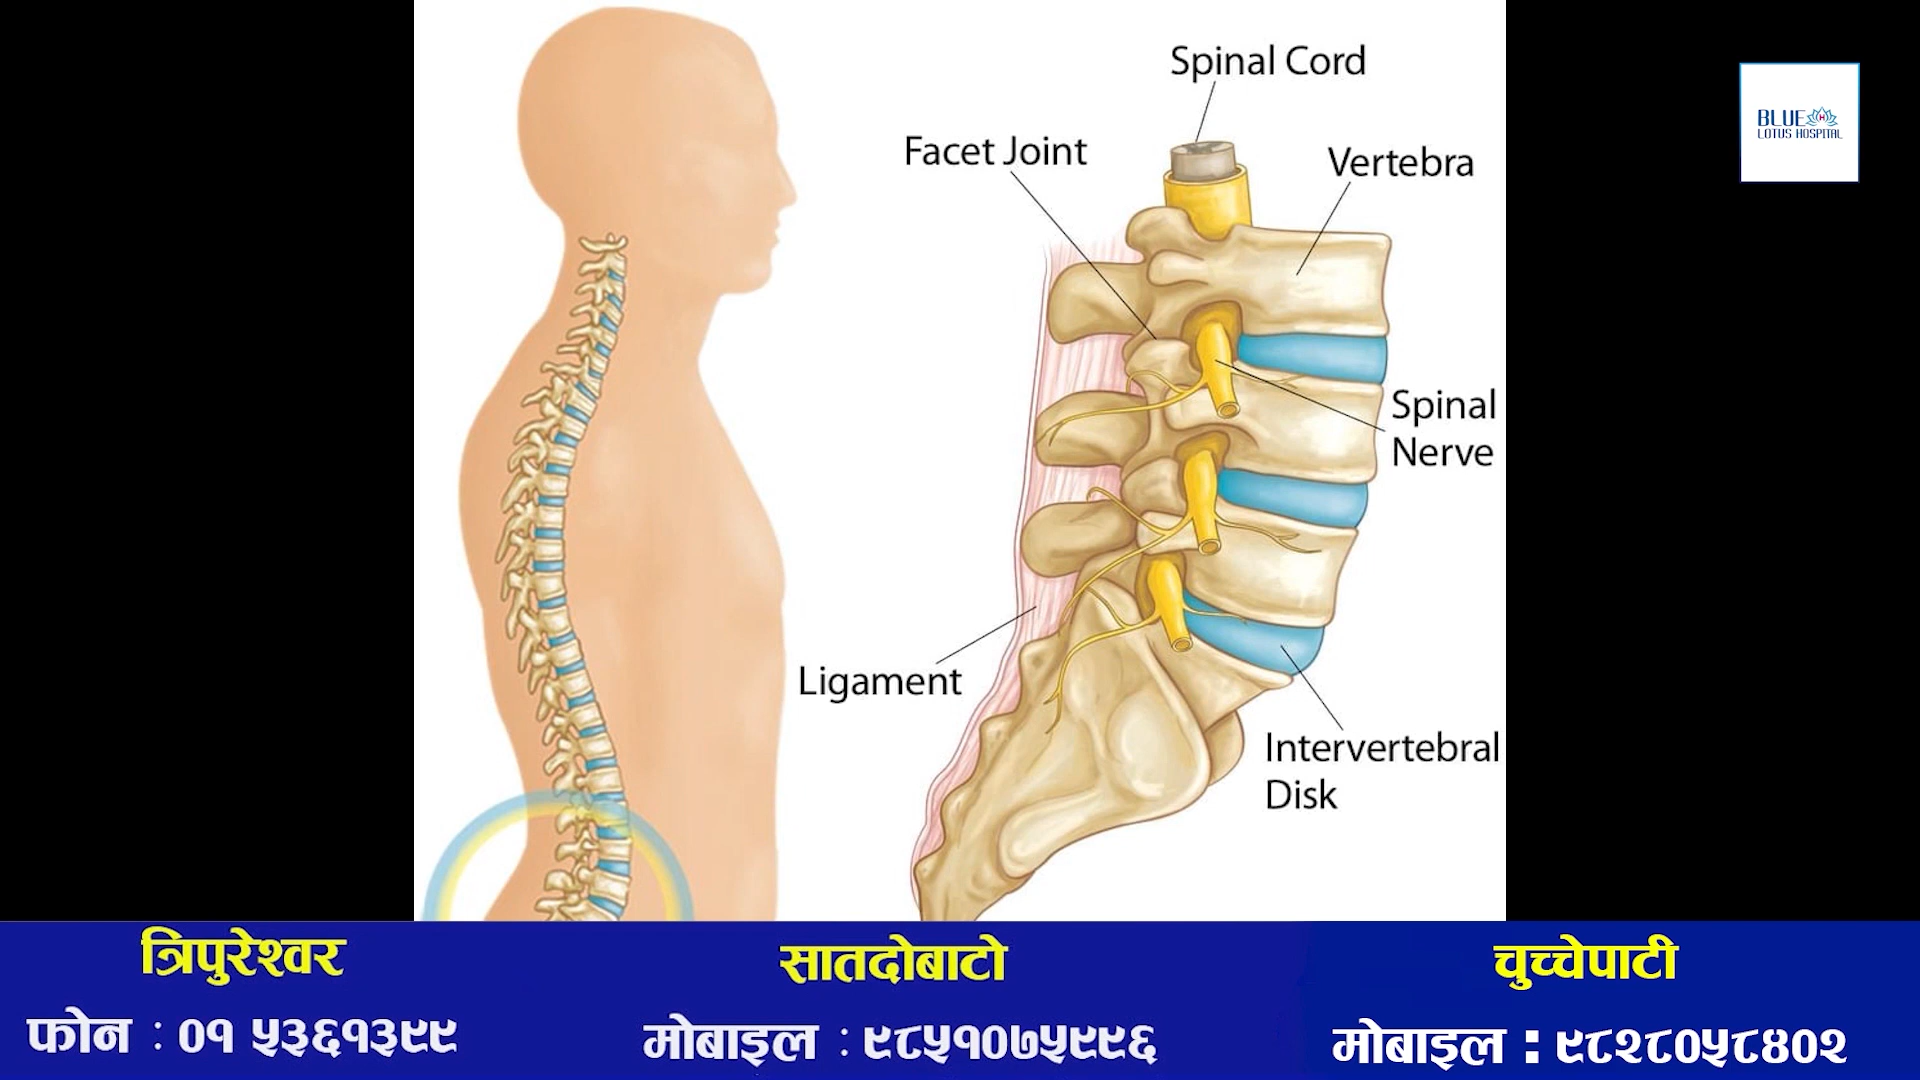 Spinal Cord
Facet Joint
Vertebra
BLUE
LOTUS HOSPITAL
Spinal
Nerve
Ligament
Intervertebral
Disk
त्रिपुरेश्वर
फोन : ०१ ५३६१३९९
सातदोबाटो
मोबाइल : ९८५१०७५९९६
चुच्चेपाटी
मोबाइल : ९८२८०५८४०२